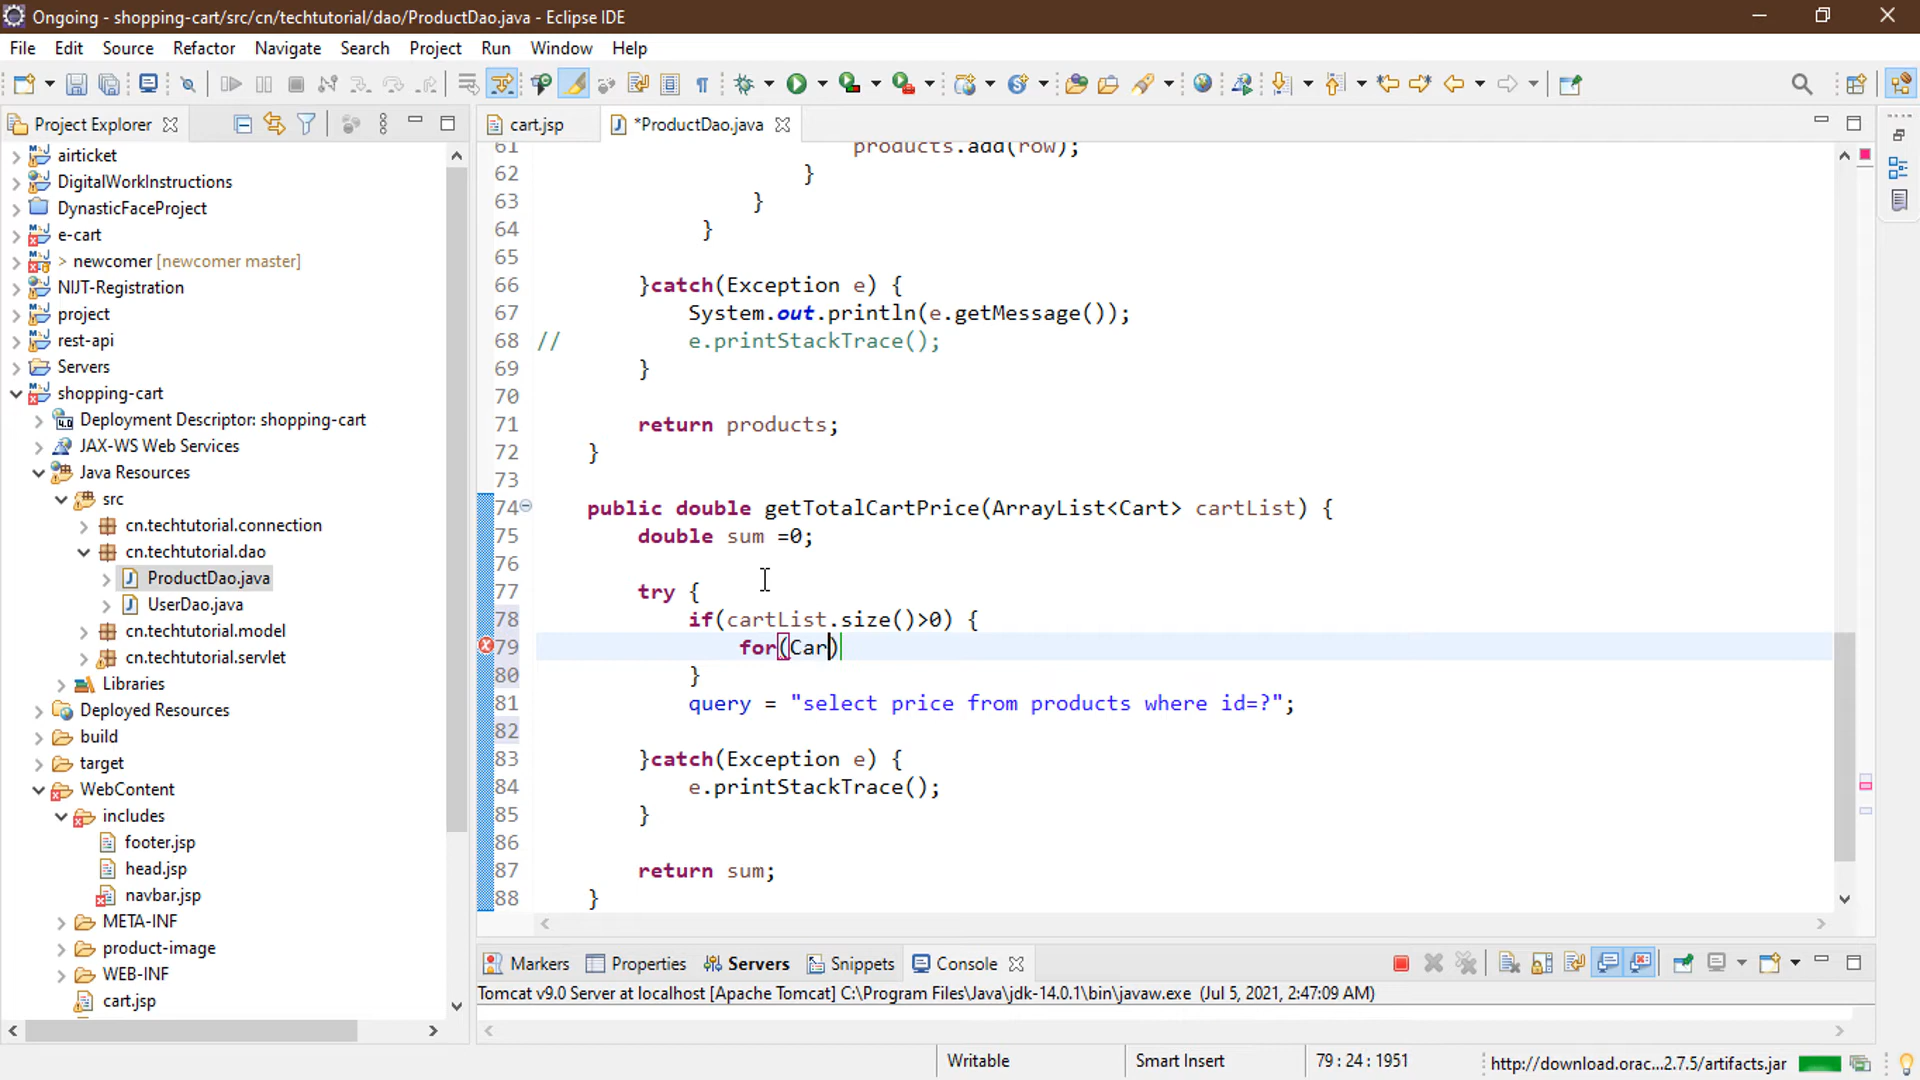 Ongoing - shopping-cart/src/cn/techtutorial/dao/ProductDao.java - Eclipse IDE
File Edit Source Refactor Navigate Search Project Run Window Help
Project Explorer
airticket
DigitalWorkInstructions
DynasticFaceProject
e-cart
> newcomer [newcomer master]
NIJT-Registration
project
rest-api
Servers
shopping-cart
Deployment Descriptor: shopping-cart
JAX-WS Web Services
Java Resources
src
cn.techtutorial.connection
cn.techtutorial.dao
ProductDao.java
UserDao.java
cn.techtutorial.model
cn.techtutorial.servlet
Libraries
Deployed Resources
build
target
WebContent
includes
footer.jsp
head.jsp
navbar.jsp
META-INF
product-image
WEB-INF
cart.jsp
cart.jsp *ProductDao.java
61 products.add(row);
62 }
63 }
64 }
65
66 }catch(Exception e) {
67 System.out.println(e.getMessage());
68 // e.printStackTrace();
69 }
70
71 return products;
72 }
73
74 public double getTotalCartPrice(ArrayList<Cart> cartList) {
75 double sum =0;
76
77 try {
78 if(cartList.size()>0) {
79 for(Car)
80 }
81 query = "select price from products where id=?";
82
83 }catch(Exception e) {
84 e.printStackTrace();
85 }
86
87 return sum;
88 }
Markers Properties Servers Snippets Console
Tomcat v9.0 Server at localhost [Apache Tomcat] C:\Program Files\Java\jdk-14.0.1\bin\javaw.exe (Jul 5, 2021, 2:47:09 AM)
Writable Smart Insert 79 : 24 : 1951 http://download.orac...2.7.5/artifacts.jar